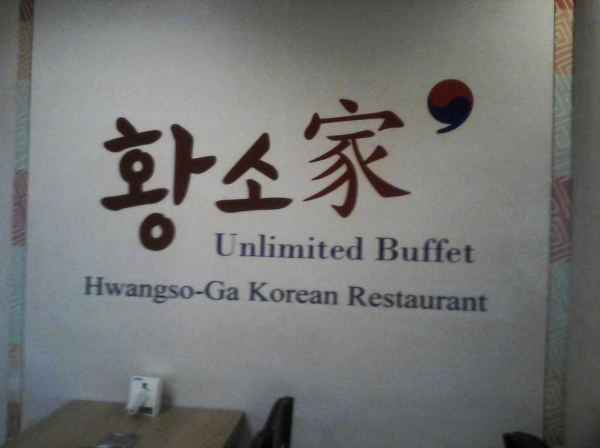 황소家
Unlimited Buffet
Hwangso-Ga Korean Restaurant